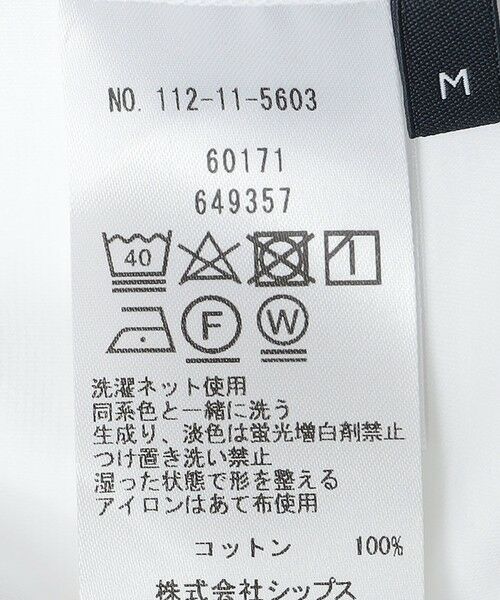 M
NO. 112-11-5603
60171
649357
40
F W
洗濯ネット使用
同系色と一緒に洗う
生成り、淡色は蛍光増白剤禁止
つけ置き洗い禁止
湿った状態で形を整える
アイロンはあて布使用
コットン 100%
株式会社シップス